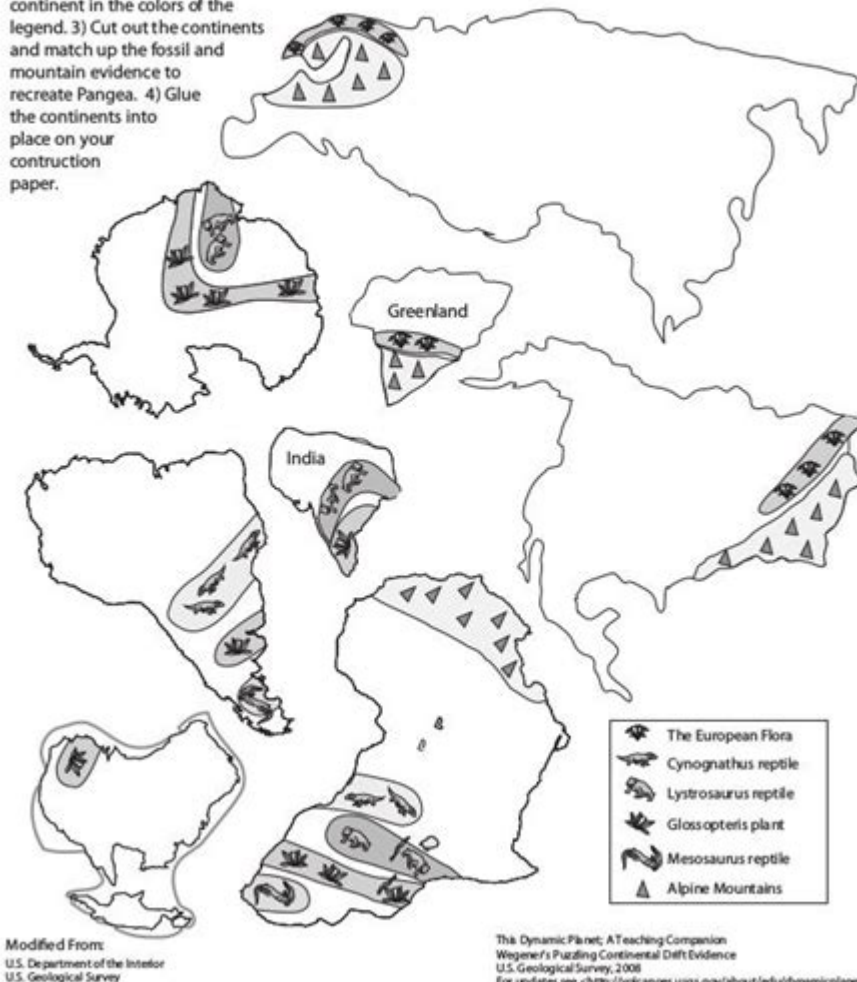 continent in the colors of the
legend. 3) Cut out the continents
and match up the fossil and
mountain evidence to
recreate Pangea. 4) Glue
the continents into
place on your
contruction
paper.
Greenland
India
The European Flora
Cynognathus reptile
Lystrosaurus reptile
Glossopteris plant
Mesosaurus reptile
Alpine Mountains
Modified From:
U.S. Department of the Interior
U.S. Geological Survey
This Dynamic Planet; A Teaching Companion
Wegener's Puzzling Continental Drift Evidence
U.S. Geological Survey, 2008